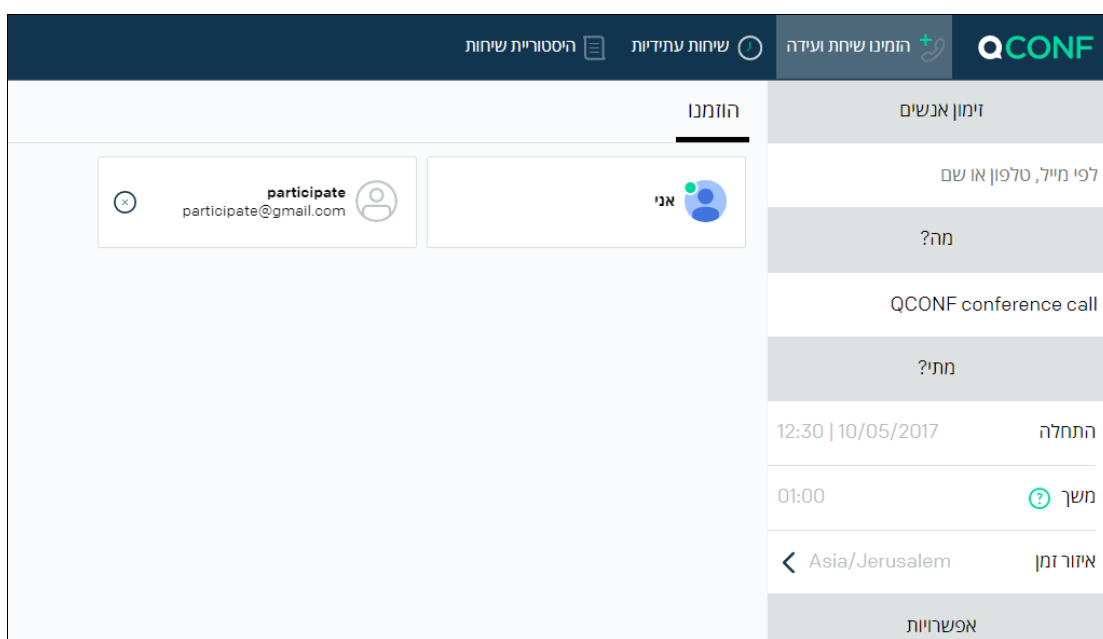 QCONF
הזמינו שיחת ועידה
שיחות עתידיות
היסטוריית שיחות
זימון אנשים
לפי מייל, טלפון או שם
מה?
QCONF conference call
מתי?
התחלה 12:30 | 10/05/2017
משך ? 01:00
איזור זמן Asia/Jerusalem
אפשרויות
הוזמנו
אני
participate
participate@gmail.com